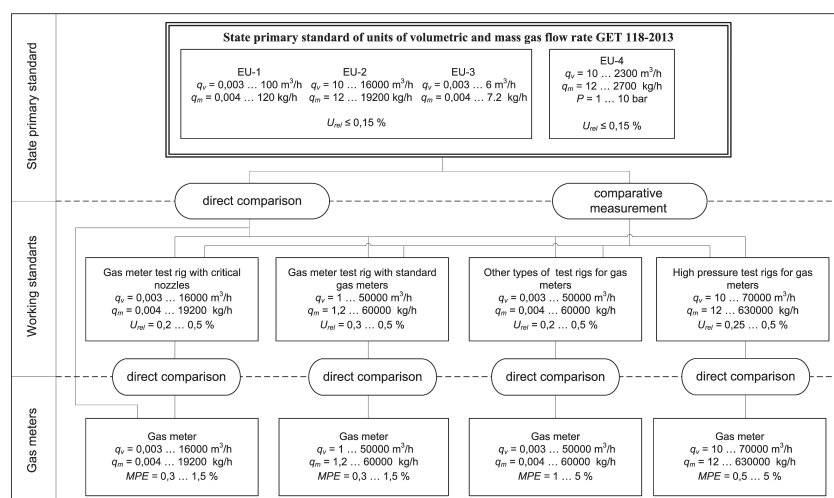 State primary standard
State primary standard of units of volumetric and mass gas flow rate GET 118-2013
EU-1
qv = 0,003 ... 100 m³/h
qm = 0,004 ... 120 kg/h
EU-2
qv = 10 ... 16000 m³/h
qm = 12 ... 19200 kg/h
EU-3
qv = 0,003 ... 6 m³/h
qm = 0,004 ... 7.2 kg/h
Urel ≤ 0,15 %
EU-4
qv = 10 ... 2300 m³/h
qm = 12 ... 2700 kg/h
P = 1 ... 10 bar
Urel ≤ 0,15 %
direct comparison
comparative
measurement
Working standarts
Gas meter test rig with critical
nozzles
qv = 0,003 ... 16000 m³/h
qm = 0,004 ... 19200 kg/h
Urel = 0,2 ... 0,5 %
Gas meter test rig with standard
gas meters
qv = 1 ... 50000 m³/h
qm = 1,2 ... 60000 kg/h
Urel = 0,3 ... 0,5 %
Other types of test rigs for gas
meters
qv = 0,003 ... 50000 m³/h
qm = 0,004 ... 60000 kg/h
Urel = 0,2 ... 0,5 %
High pressure test rigs for gas
meters
qv = 10 ... 70000 m³/h
qm = 12 ... 630000 kg/h
Urel = 0,25 ... 0,5 %
direct comparison
direct comparison
direct comparison
direct comparison
Gas meters
Gas meter
qv = 0,003 ... 16000 m³/h
qm = 0,004 ... 19200 kg/h
MPE = 0,3 ... 1,5 %
Gas meter
qv = 1 ... 50000 m³/h
qm = 1,2 ... 60000 kg/h
MPE = 0,3 ... 1,5 %
Gas meter
qv = 0,003 ... 50000 m³/h
qm = 0,004 ... 60000 kg/h
MPE = 1 ... 5 %
Gas meter
qv = 10 ... 70000 m³/h
qm = 12 ... 630000 kg/h
MPE = 0,5 ... 5 %